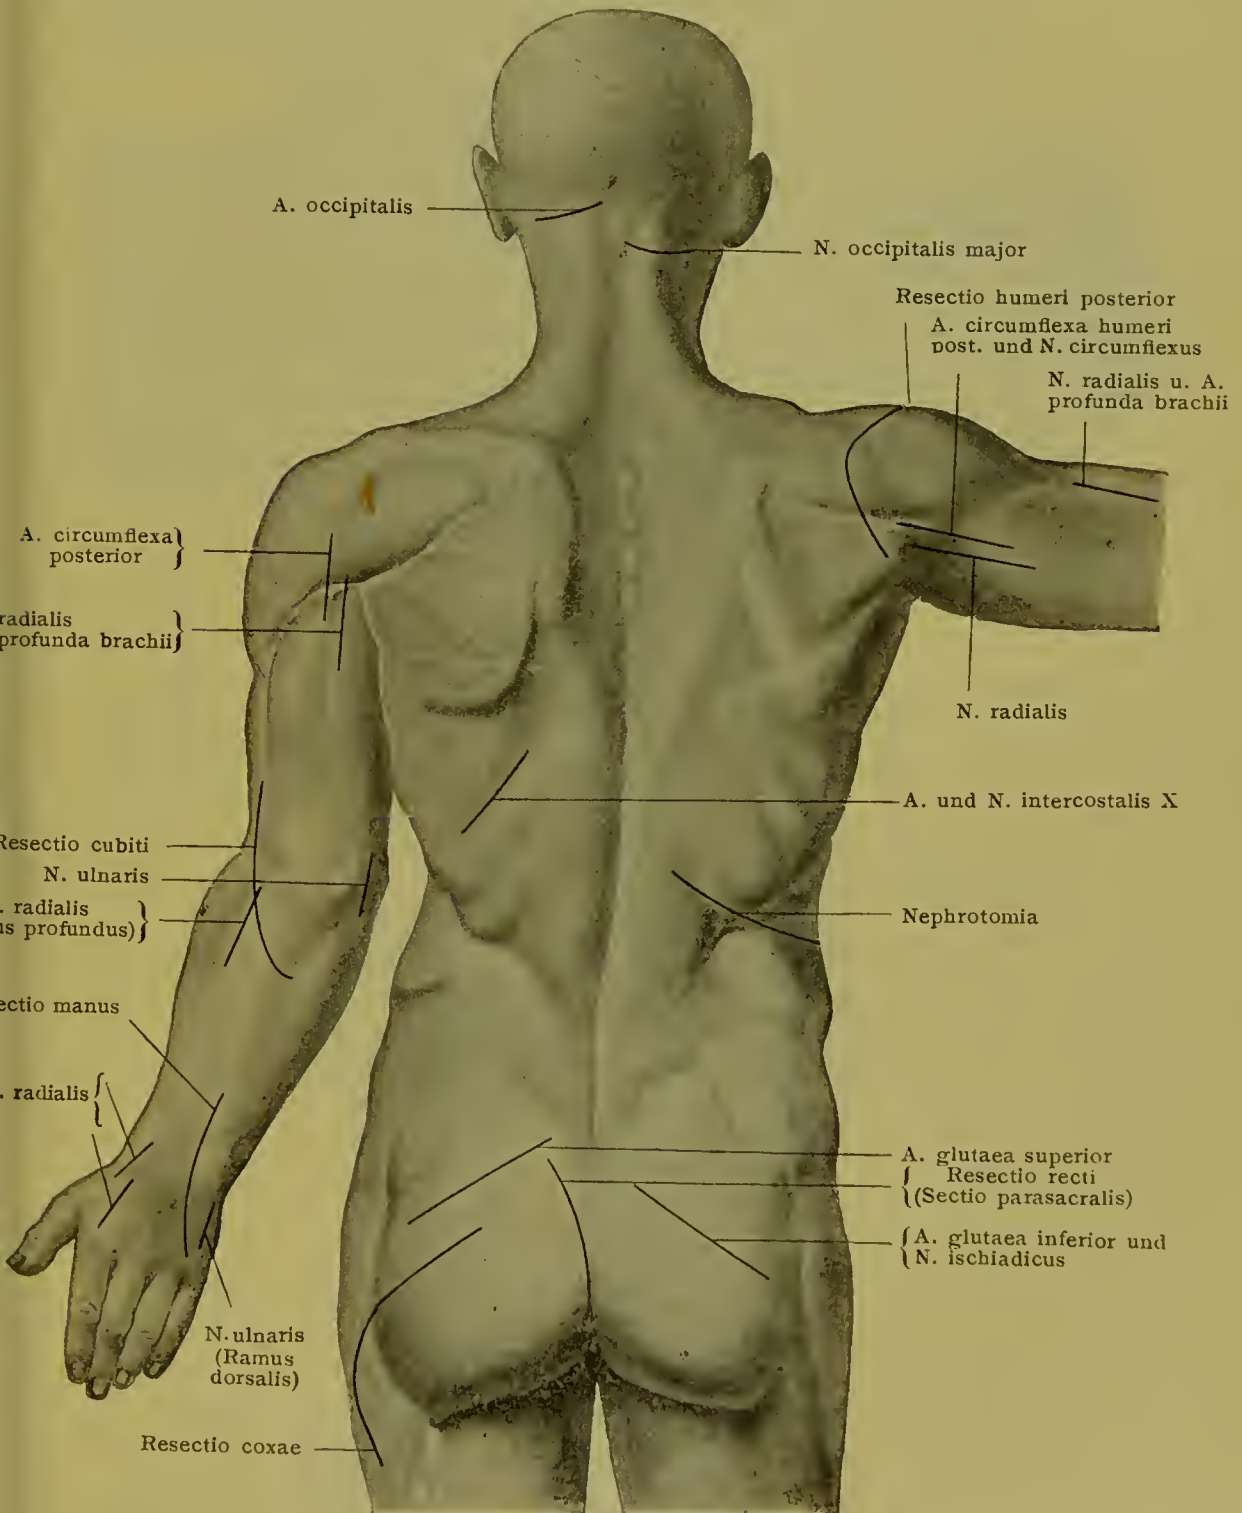 A. occipitalis
N. occipitalis major
Resectio humeri posterior
A. circumflexa humeri
post. und N. circumflexus
N. radialis u. A.
profunda brachii
A. circumflexa
posterior
radialis
profunda brachii
N. radialis
A. und N. intercostalis X
Resectio cubiti
N. ulnaris
radialis
profundus)
Nephrotomia
manus
radialis
A. glutaea superior
Resectio recti
(Sectio parasacralis)
A. glutaea inferior und
N. ischiadicus
N. ulnaris
(Ramus
dorsalis)
Resectio coxae